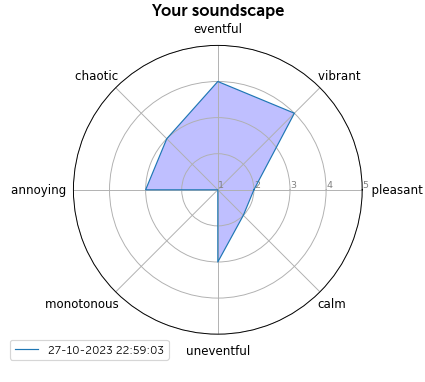 Your soundscape
eventful
chaotic
vibrant
annoying
1
2
3
4
5
pleasant
monotonous
calm
uneventful
27-10-2023 22:59:03